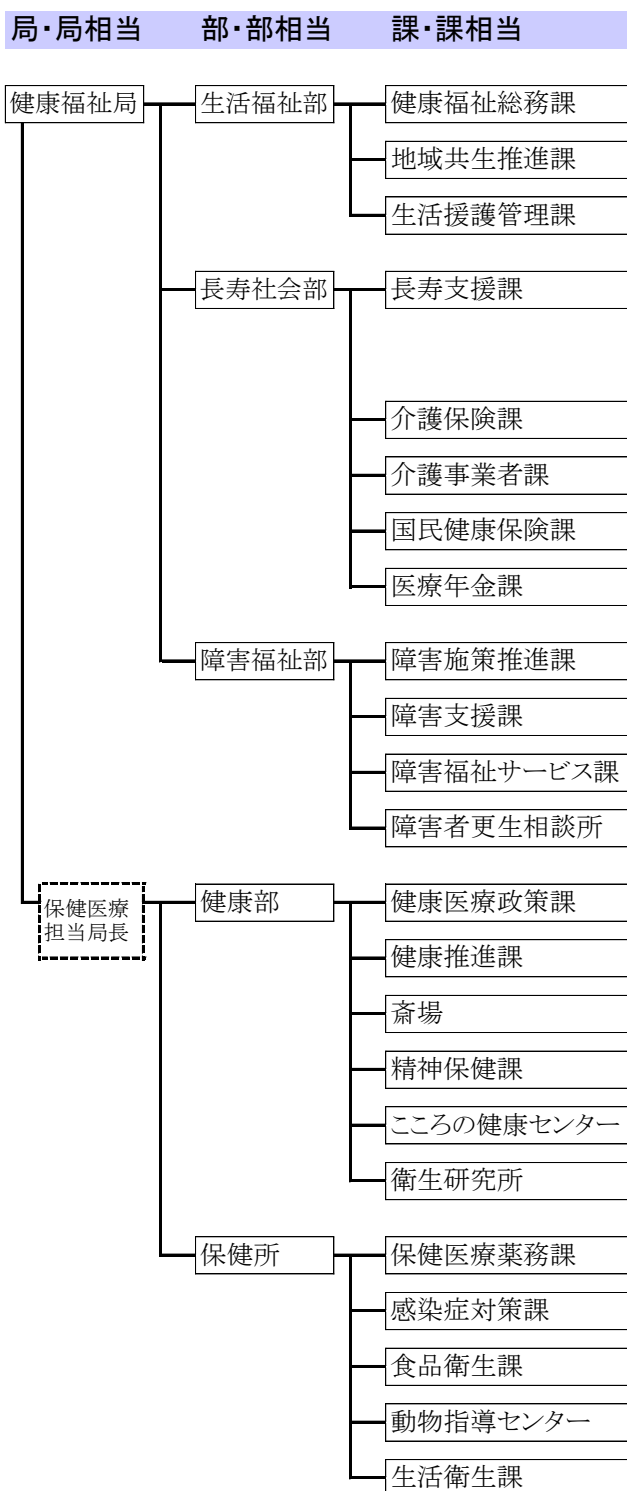 局・局相当 部・部相当 課・課相当
健康福祉局 生活福祉部 健康福祉総務課
地域共生推進課
生活援護管理課
長寿社会部 長寿支援課
介護保険課
介護事業者課
国民健康保険課
医療年金課
障害福祉部 障害施策推進課
障害支援課
障害福祉サービス課
障害者更生相談所
保健医療
担当局長
健康部 健康医療政策課
健康推進課
斎場
精神保健課
こころの健康センター
衛生研究所
保健所 保健医療薬務課
感染症対策課
食品衛生課
動物指導センター
生活衛生課